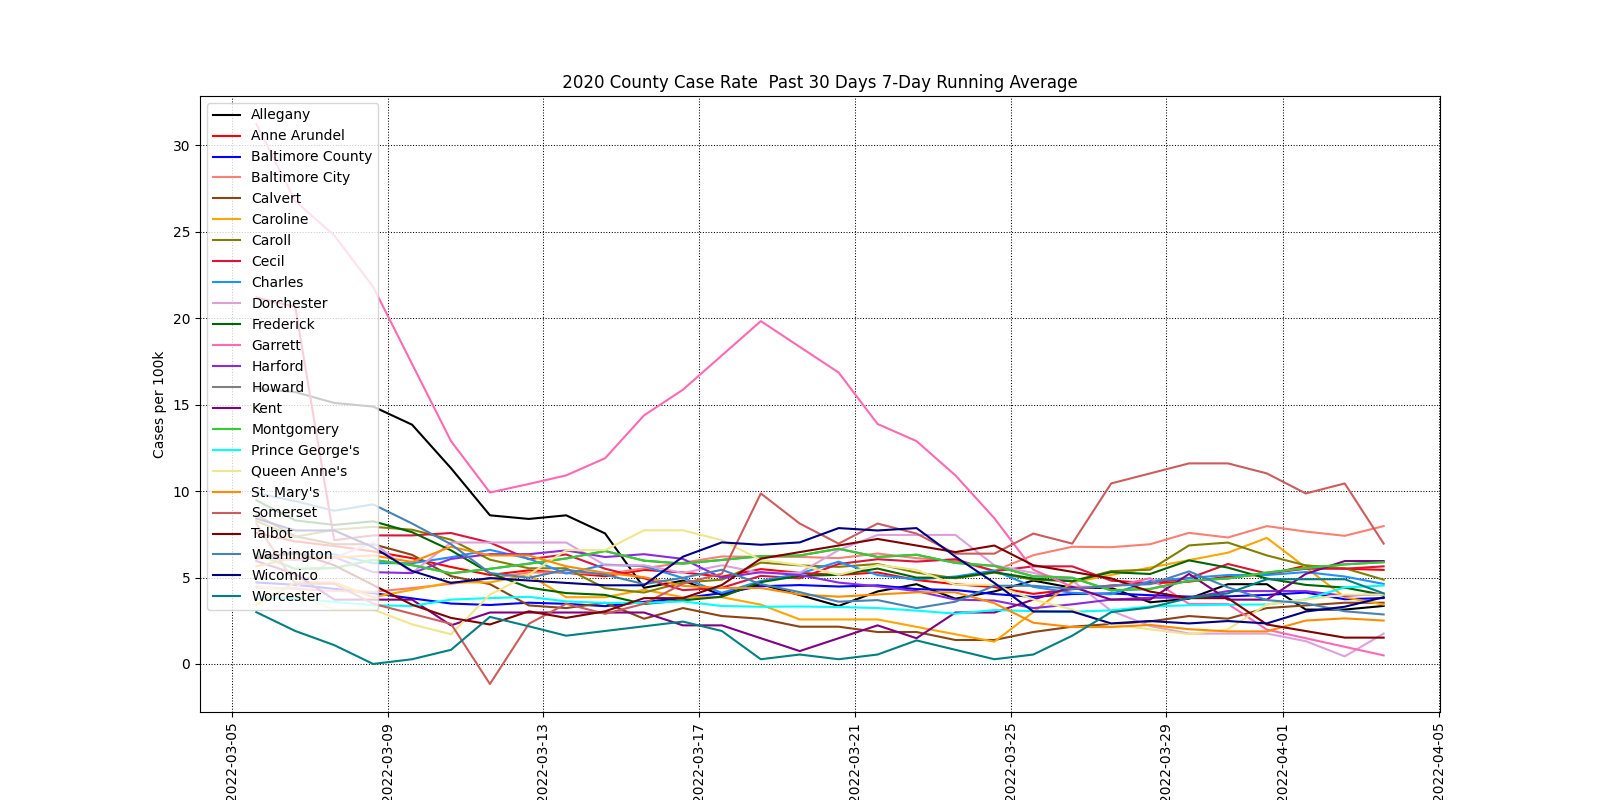 2020 County Case Rate  Past 30 Days 7-Day Running Average
Cases per 100k
30
25
20
15
10
5
0
Allegany
Anne Arundel
Baltimore County
Baltimore City
Calvert
Caroline
Caroll
Cecil
Charles
Dorchester
Frederick
Garrett
Harford
Howard
Kent
Montgomery
Prince George's
Queen Anne's
St. Mary's
Somerset
Talbot
Washington
Wicomico
Worcester
2022-03-05
2022-03-09
2022-03-13
2022-03-17
2022-03-21
2022-03-25
2022-03-29
2022-04-01
2022-04-05